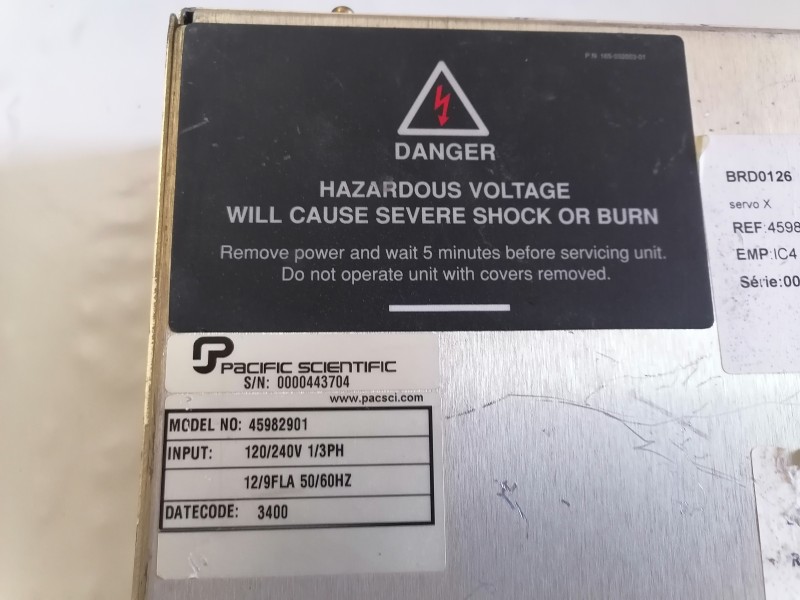 DANGER
HAZARDOUS VOLTAGE
WILL CAUSE SEVERE SHOCK OR BURN
Remove power and wait 5 minutes before servicing unit.
Do not operate unit with covers removed.
PACIFIC SCIENTIFIC
S/N: 0000443704
www.pacsci.com
MODEL NO: 45982901
INPUT: 120/240V 1/3PH
12/9FLA 50/60HZ
DATECODE: 3400
BRD0126
servo X
REF:4598
EMP:IC4
Série:00